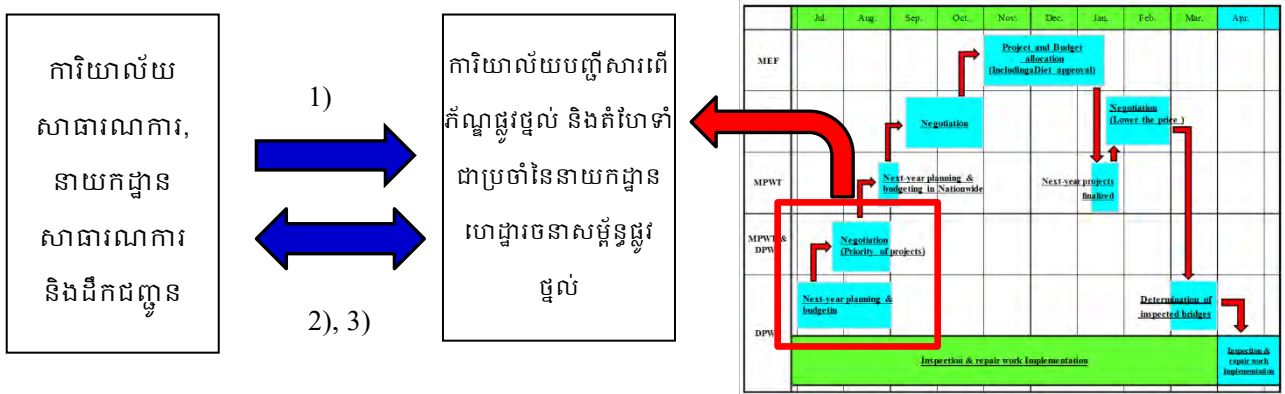 ការិយាល័យ
សាធារណការ,
នាយកដ្ឋាន
សាធារណការ
និងដឹកជញ្ជូន
1)
2), 3)
ការិយាល័យបញ្ជីសារពើ
ភ័ណ្ឌផ្លូវថ្នល់ និងតំហែទាំ
ជាប្រចាំនៃនាយកដ្ឋាន
ហេដ្ឋារចនាសម្ព័ន្ធផ្លូវ
ថ្នល់
Jul. Aug. Sep. Oct. Nov. Dec. Jan. Feb. Mar. Apr.
MEF
Project and Budget
allocation
(IncludingaDiet approval)
Negotiation
Negotiation
(Lower the price )
MPWT
Next-year planning &
budgeting in Nationwide
Next-year projects
finalized
MPWT &
DPW
Negotiation
(Priority of projects)
Next-year planning &
budgetin
Determination of
inspected bridges
DPW
Inspection & repair work Implementation
Inspection &
repair work
Implementation